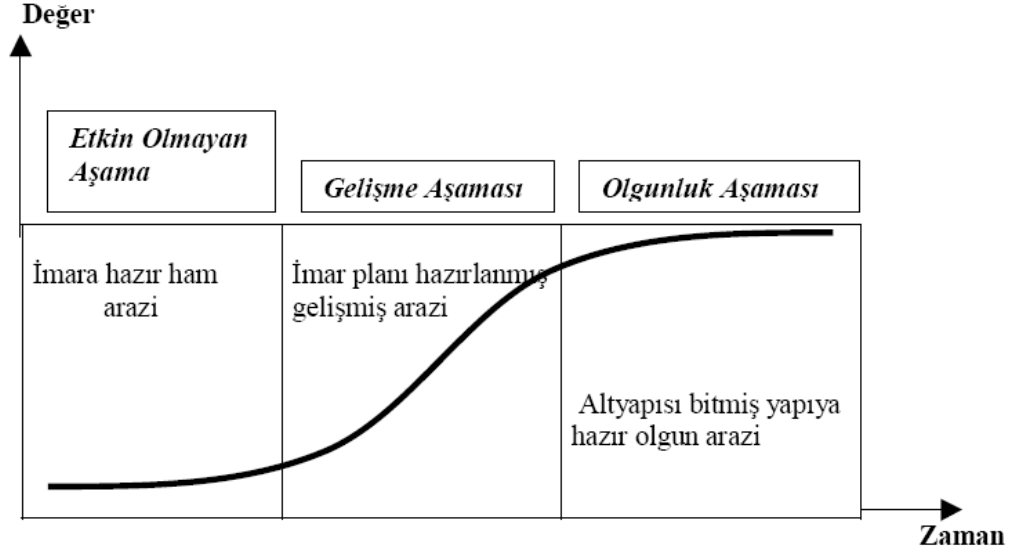 Değer
Etkin Olmayan
Aşama
Gelişme Aşaması
Olgunluk Aşaması
İmara hazır ham
arazi
İmar planı hazırlanmış
gelişmiş arazi
Altyapısı bitmiş yapıya
hazır olgun arazi
Zaman